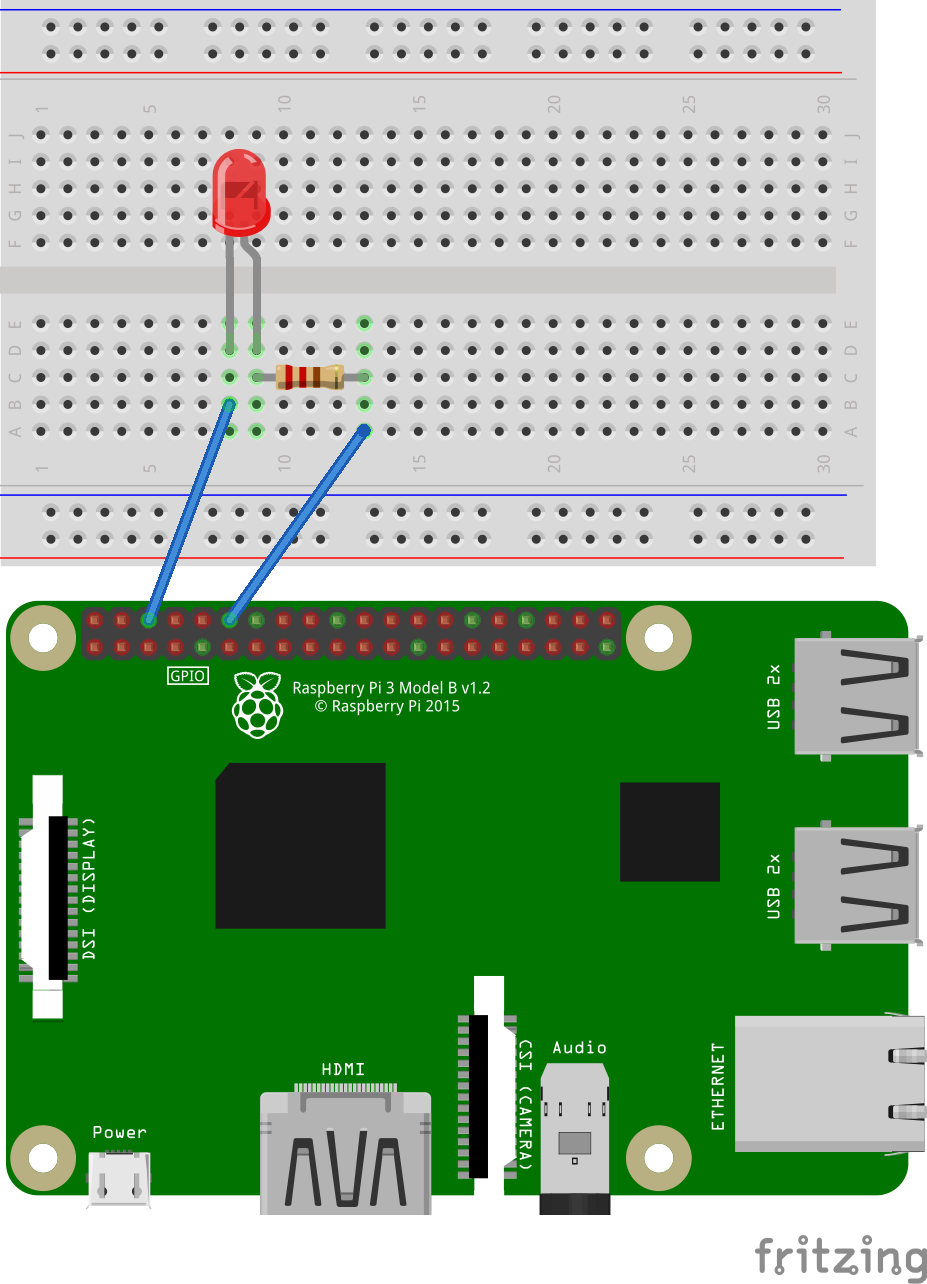 1 5 10 15 20 25 30
J J
I I
H H
G G
F F
E E
D D
C C
B B
A A
1 5 10 15 20 25 30
GPIO
Raspberry Pi 3 Model B v1.2
© Raspberry Pi 2015
USB 2x
DSI (DISPLAY)
USB 2x
CSI (CAMERA)
ETHERNET
Audio
HDMI
Power
fritzing